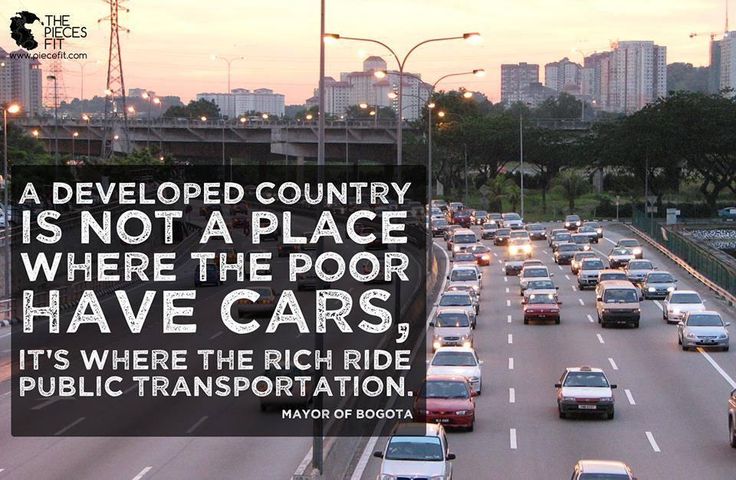 THE
PIECES
FIT
www.piecefit.com
A DEVELOPED COUNTRY
IS NOT A PLACE
WHERE THE POOR
HAVE CARS,
IT'S WHERE THE RICH RIDE
PUBLIC TRANSPORTATION.
MAYOR OF BOGOTA